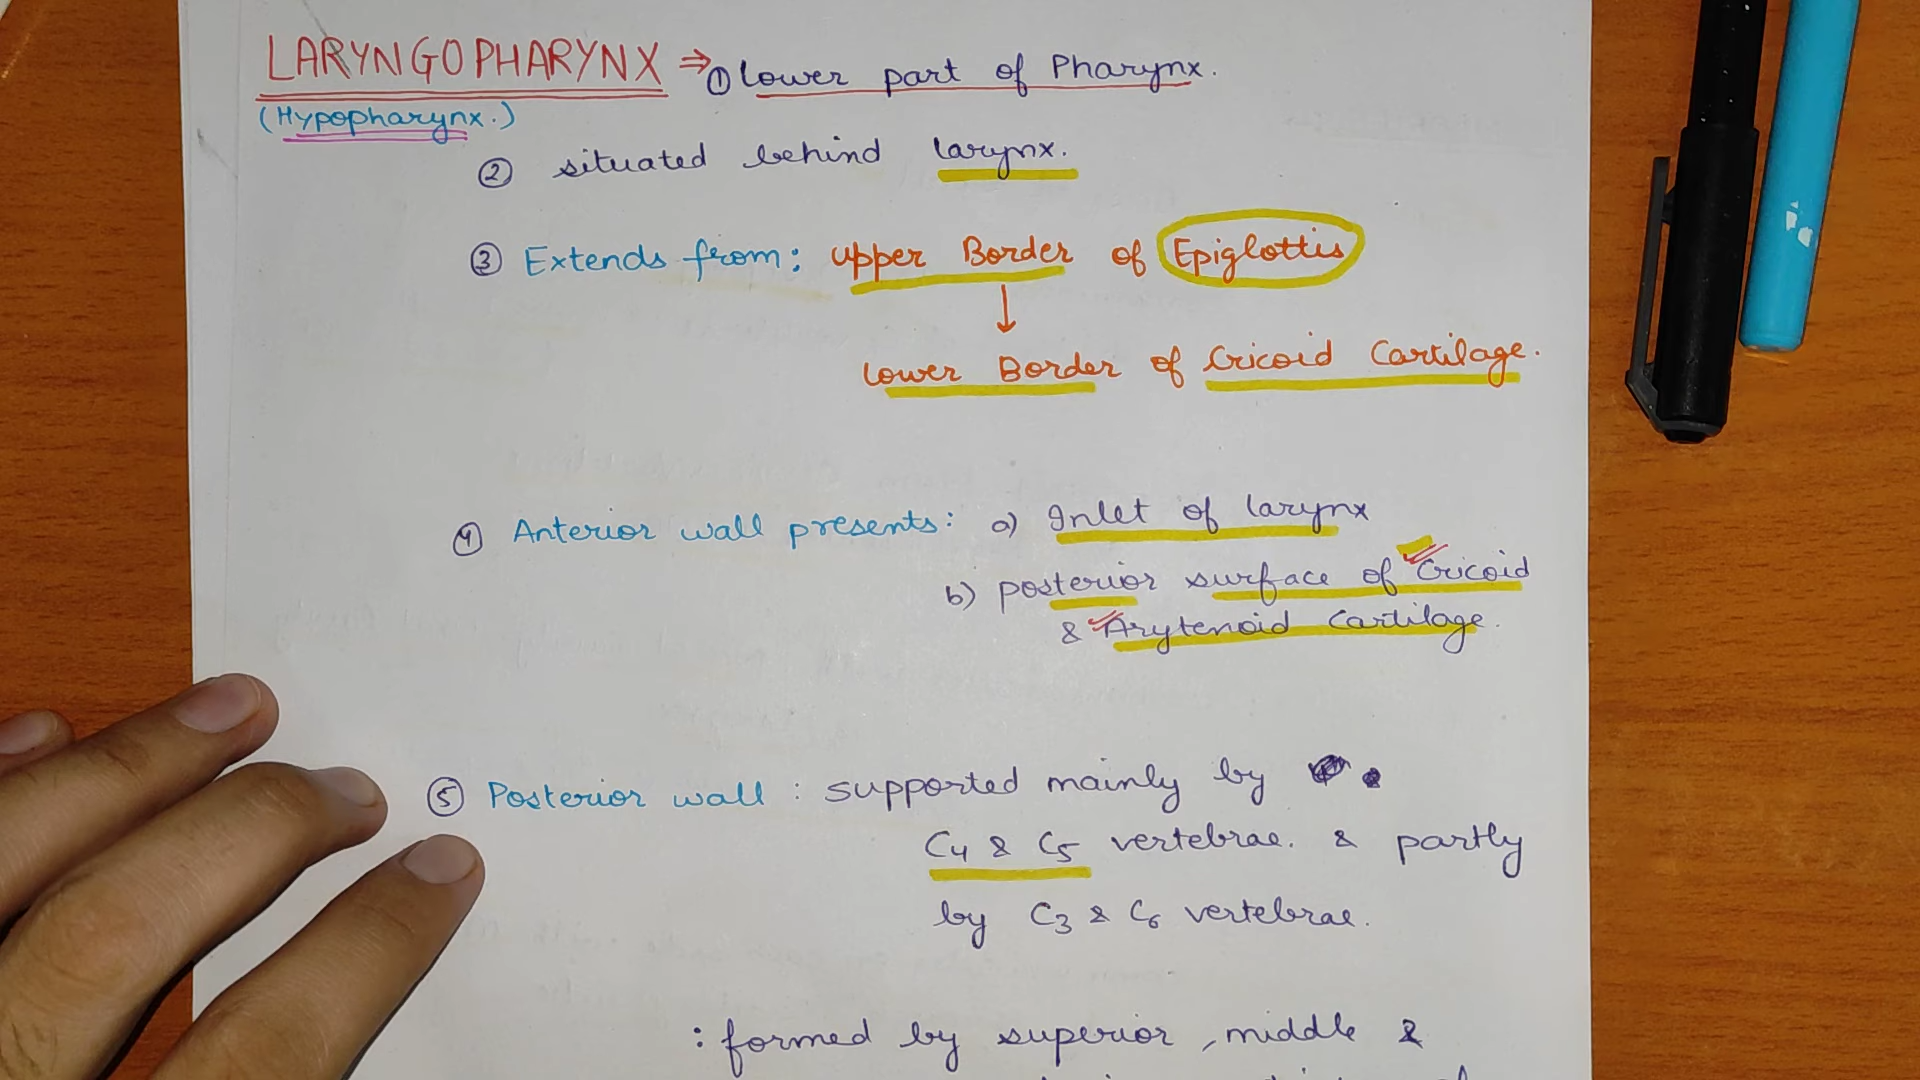 LARYNGOPHARYNX ⇒ ① Lower part of Pharynx.
(Hypopharynx.)
② situated behind larynx.
③ Extends from: upper Border of Epiglottis
↓
Lower Border of Cricoid Cartilage.
④ Anterior wall presents: a) Inlet of larynx
b) posterior surface of Cricoid
& Arytenoid Cartilage.
⑤ Posterior wall : supported mainly by
C4 & C5 vertebrae. & partly
by C3 & C6 vertebrae.
: formed by superior, middle &